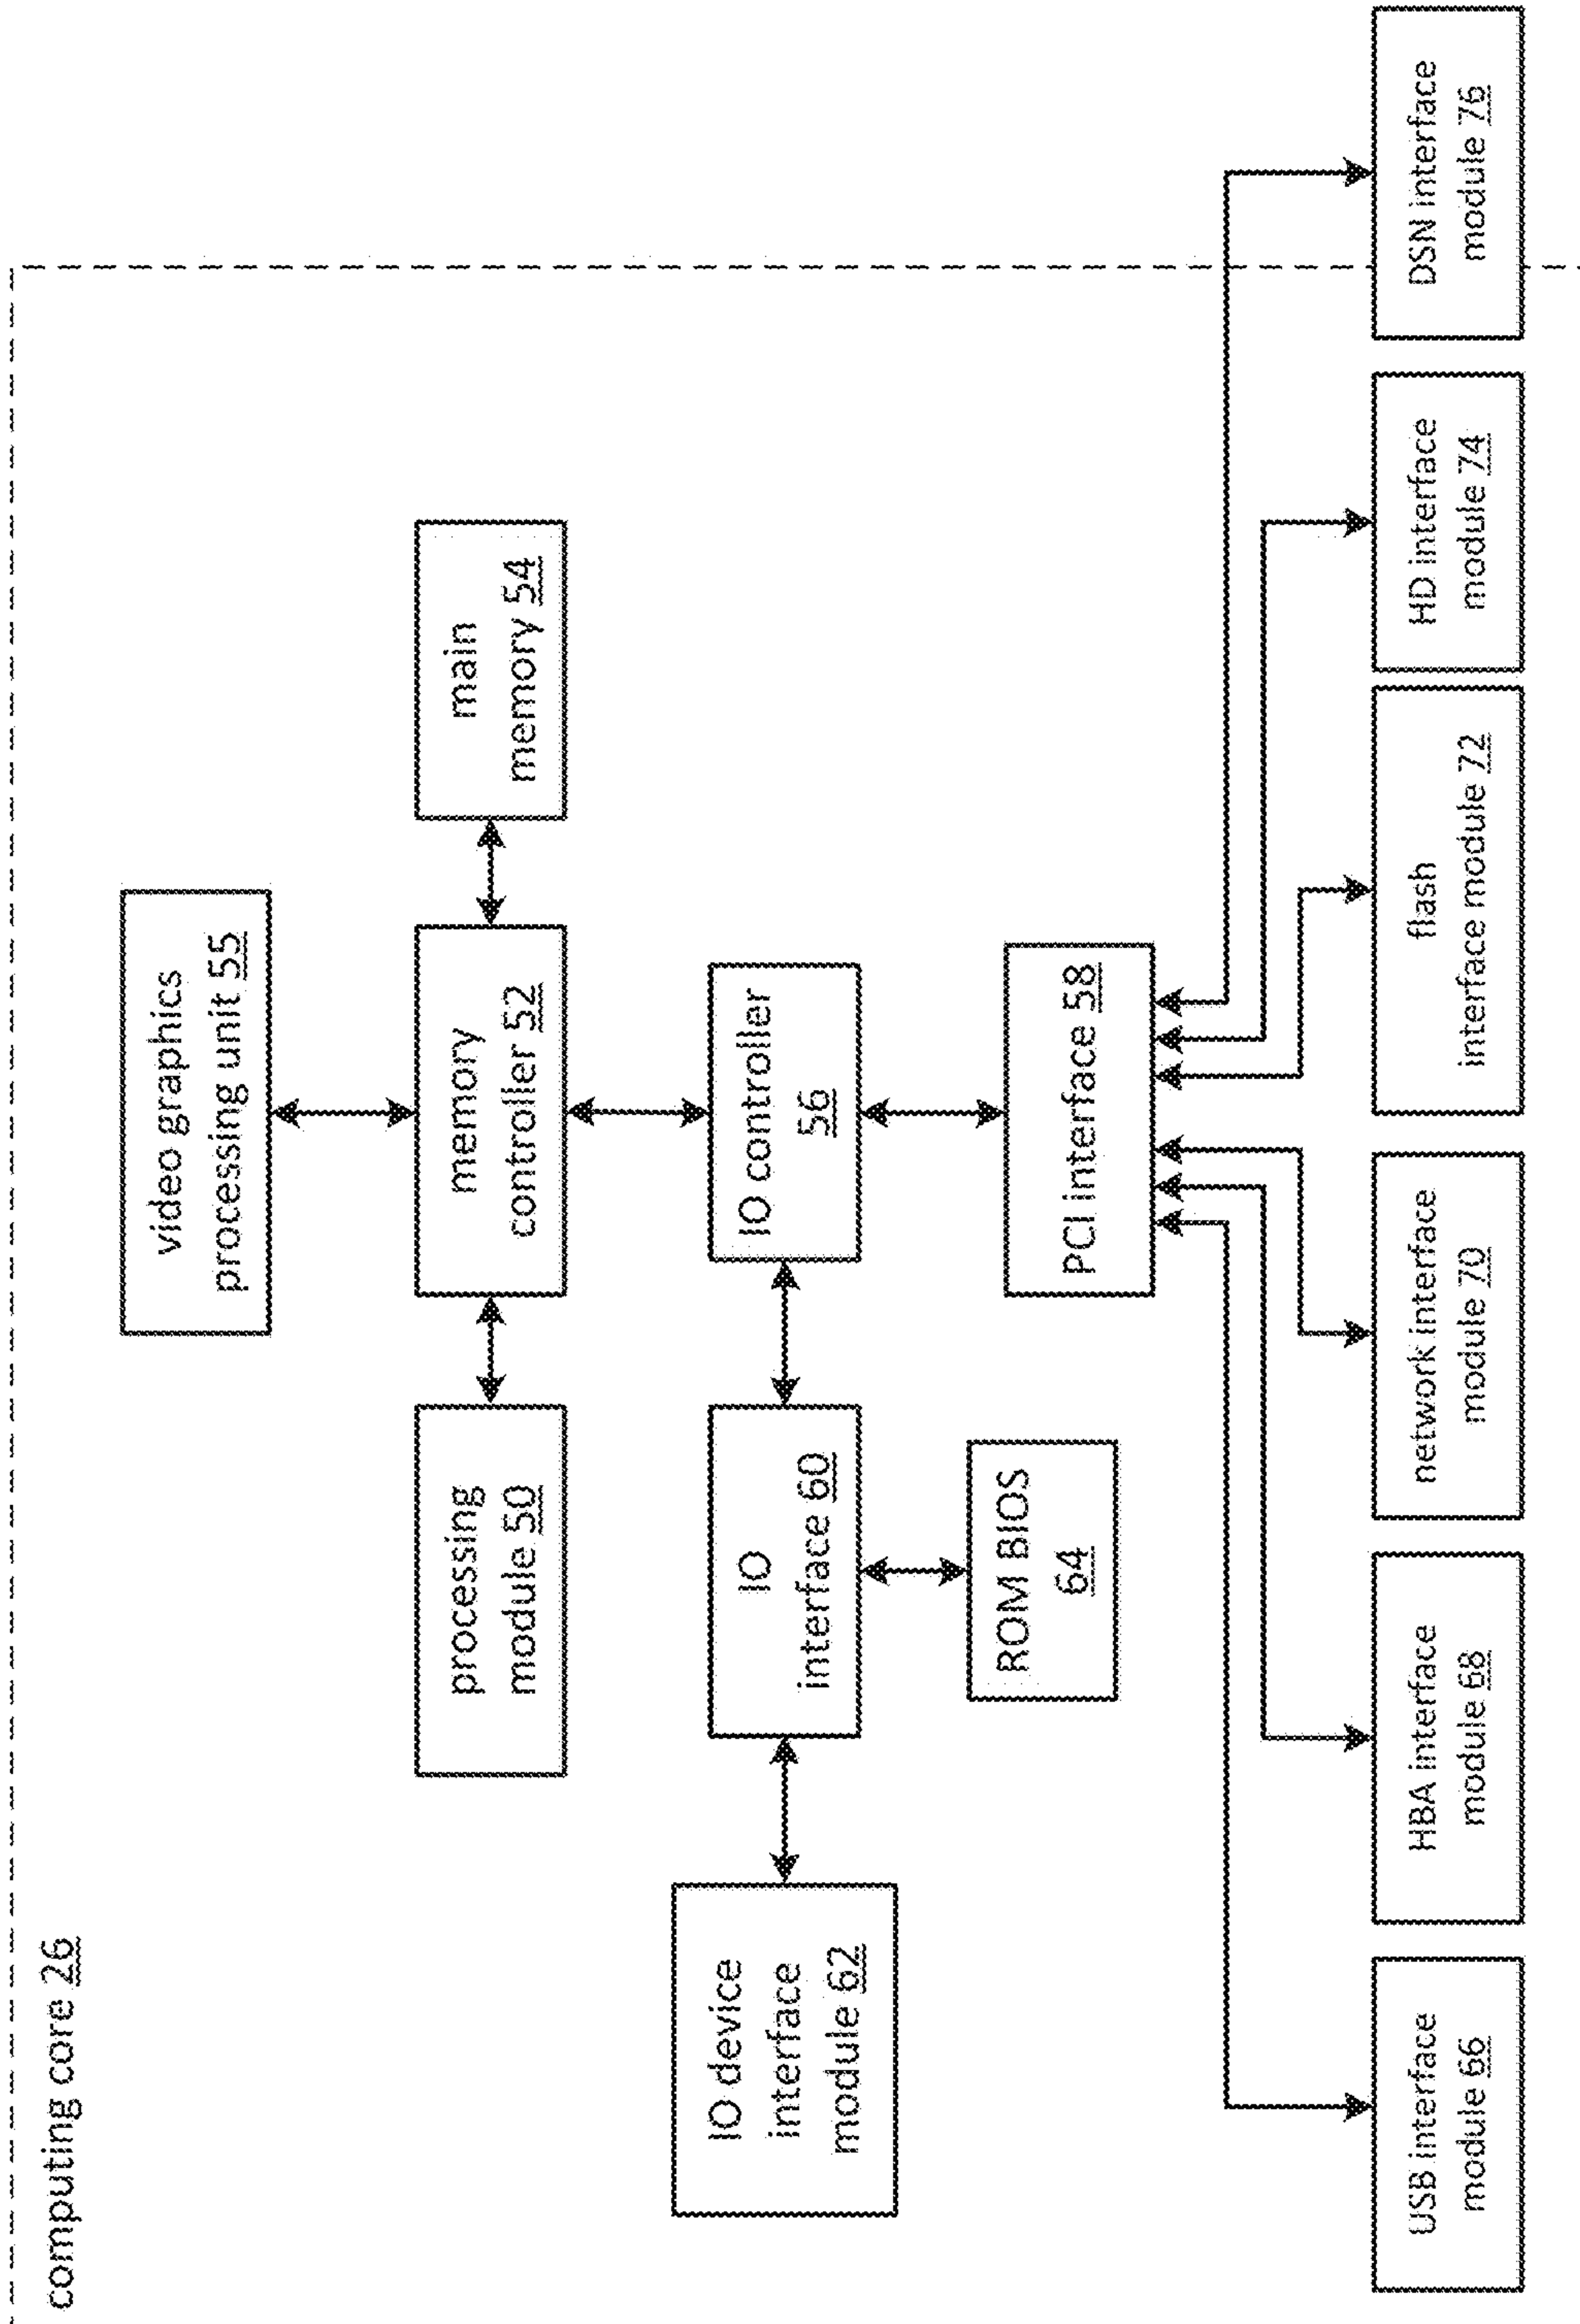 computing core 26
video graphics
processing unit 55
processing
module 50
memory
controller 52
main
memory 54
IO device
interface
module 62
IO
interface 60
IO controller
56
ROM BIOS
64
PCI interface 58
USB interface
module 66
HBA interface
module 68
network interface
module 70
flash
interface module 72
HD interface
module 74
DSN interface
module 76